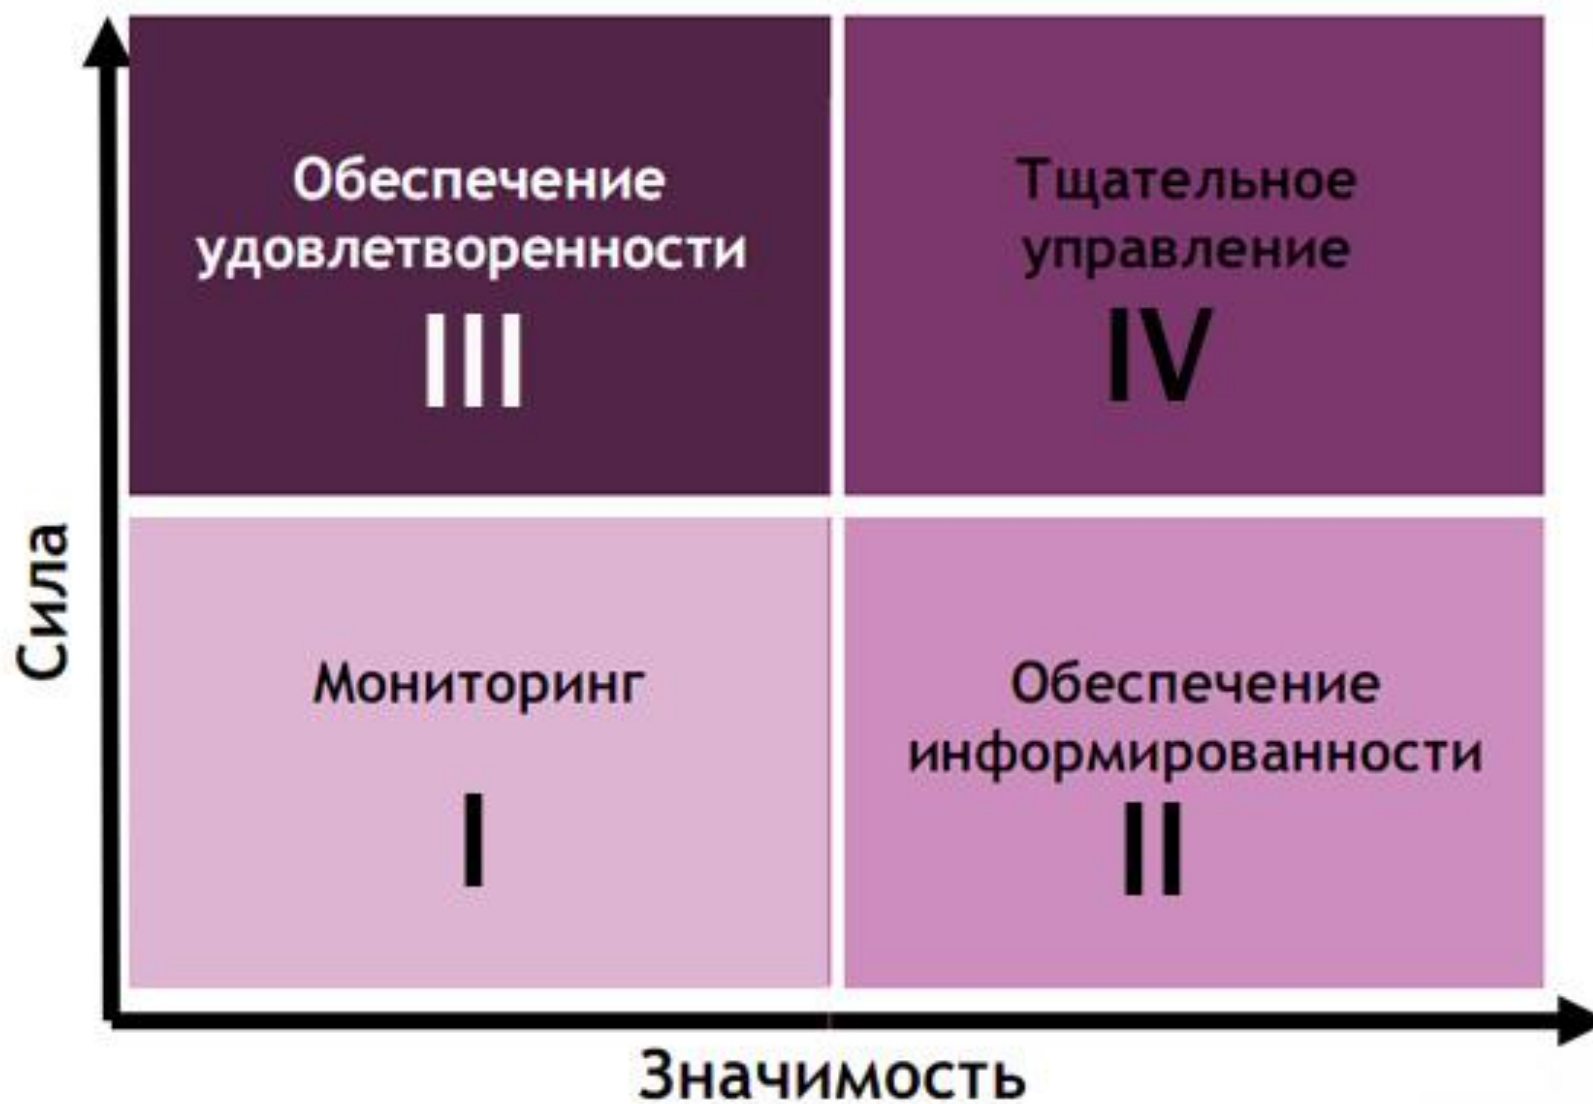 Обеспечение
удовлетворенности
III
Тщательное
управление
IV
Сила
Мониторинг
I
Обеспечение
информированности
II
Значимость